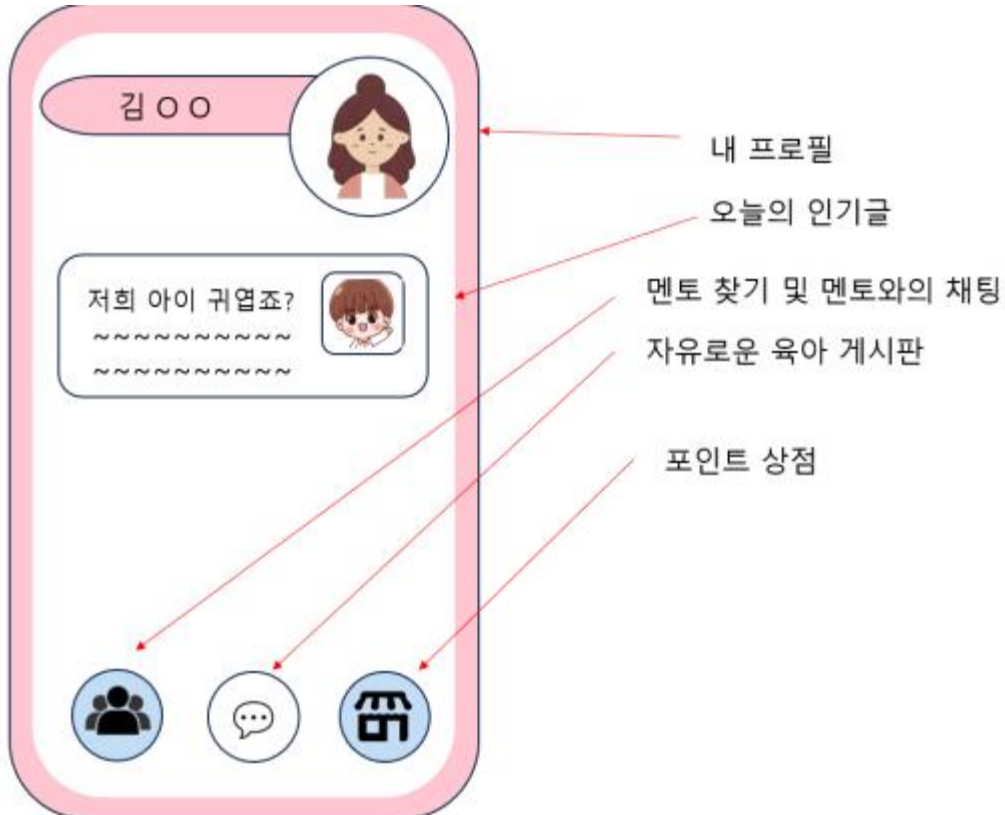 김 O O
내 프로필
오늘의 인기글
저희 아이 귀엽죠?
~~~~~~~~~~
~~~~~~~~~~
멘토 찾기 및 멘토와의 채팅
자유로운 육아 게시판
포인트 상점